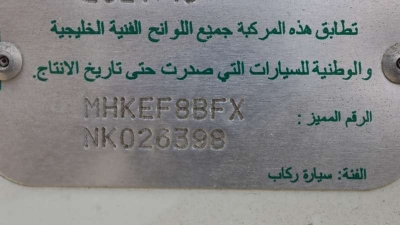 تطابق هذه المركبة جميع اللوائح الفنية الخليجية
والوطنية للسيارات التي صدرت حتى تاريخ الانتاج.
الرقم المميز : MHKEF8BFX
NK026398
الفئة: سيارة ركاب